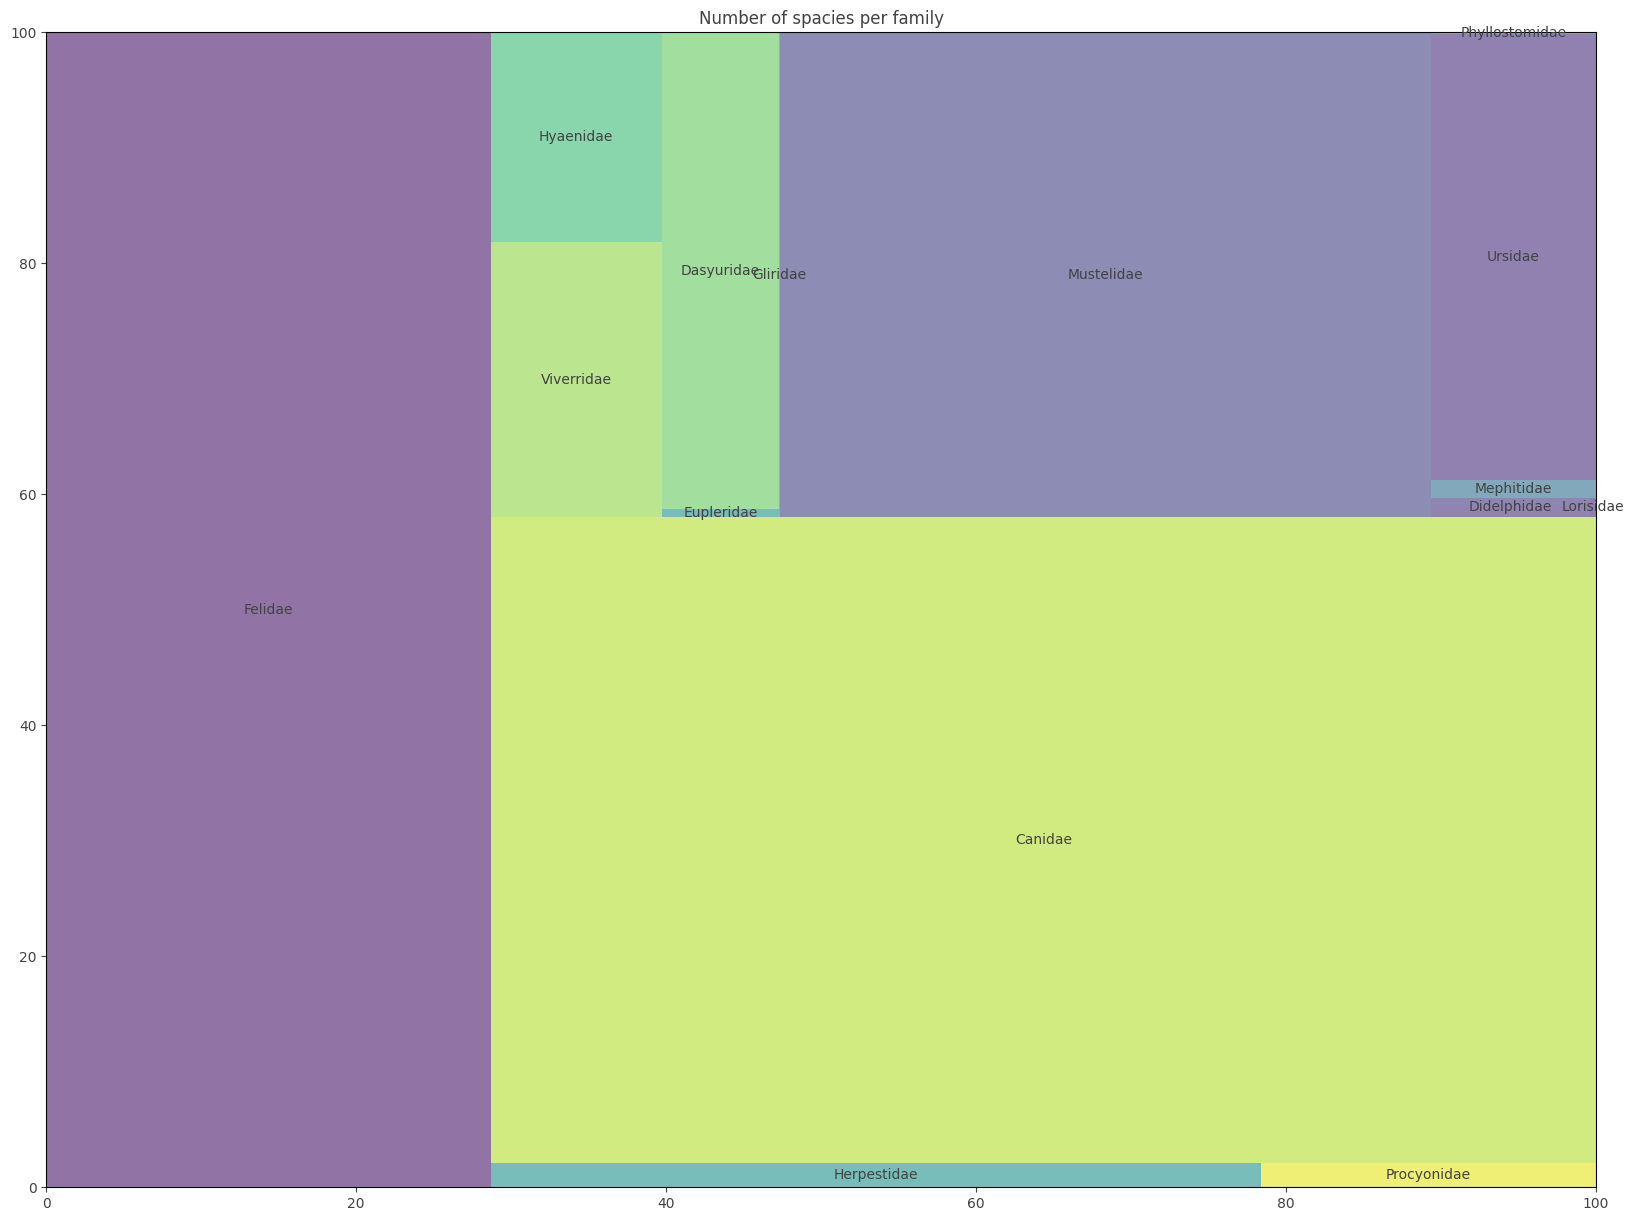 Number of spacies per family
100
Phyllostomidae
Hyaenidae
Ursidae
80
Dasyuridae
Gliridae
Mustelidae
Viverridae
60
Mephitidae
Didelphidae
Lorisidae
Eupleridae
Felidae
40
Canidae
20
Herpestidae
Procyonidae
0
0 20 40 60 80 100